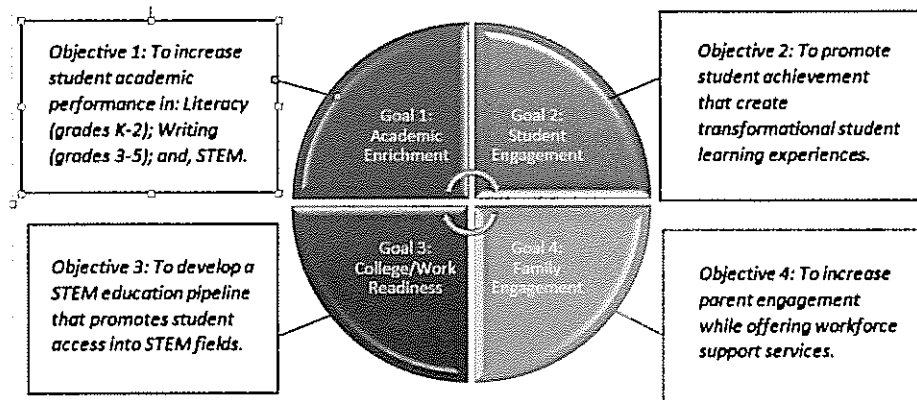 Objective 1: To increase
student academic
performance in: Literacy
(grades K-2); Writing
(grades 3-5); and, STEM.
Goal 1:
Academic
Enrichment
Goal 2:
Student
Engagement
Objective 2: To promote
student achievement
that create
transformational student
learning experiences.
Objective 3: To develop a
STEM education pipeline
that promotes student
access into STEM fields.
Goal 3:
College/Work
Readiness
Goal 4:
Family
Engagement
Objective 4: To increase
parent engagement
while offering workforce
support services.